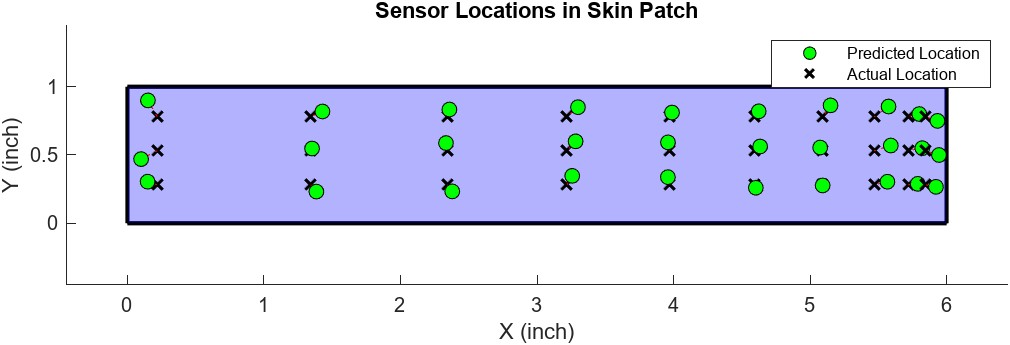 Sensor Locations in Skin Patch
Predicted Location
Actual Location
1
0.5
0
Y (inch)
0 1 2 3 4 5 6
X (inch)